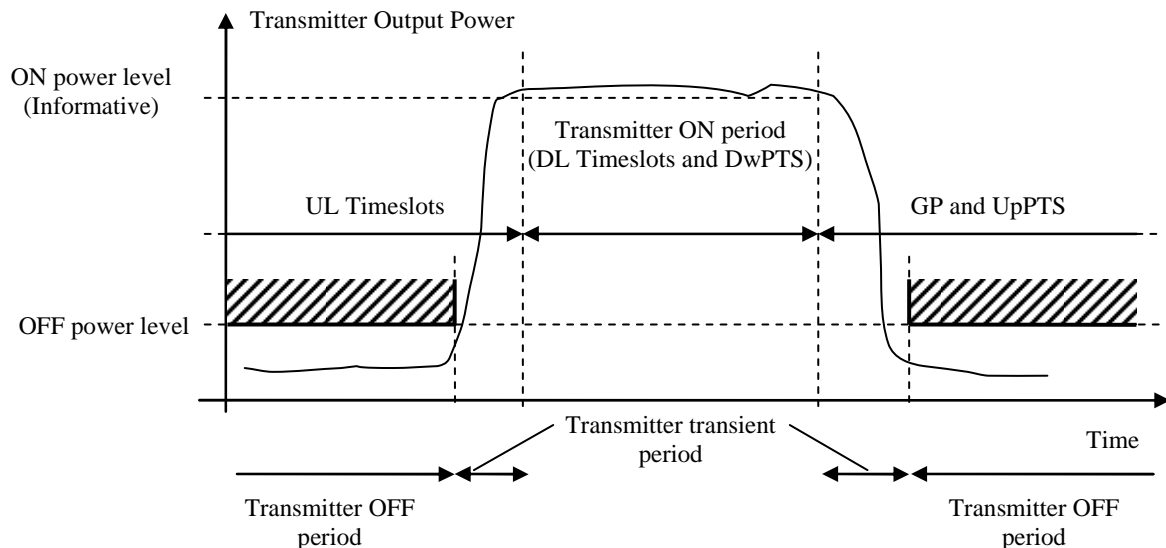 Transmitter Output Power
ON power level
(Informative)
Transmitter ON period
(DL Timeslots and DwPTS)
UL Timeslots
GP and UpPTS
OFF power level
Transmitter transient
period
Time
Transmitter OFF
period
Transmitter OFF
period